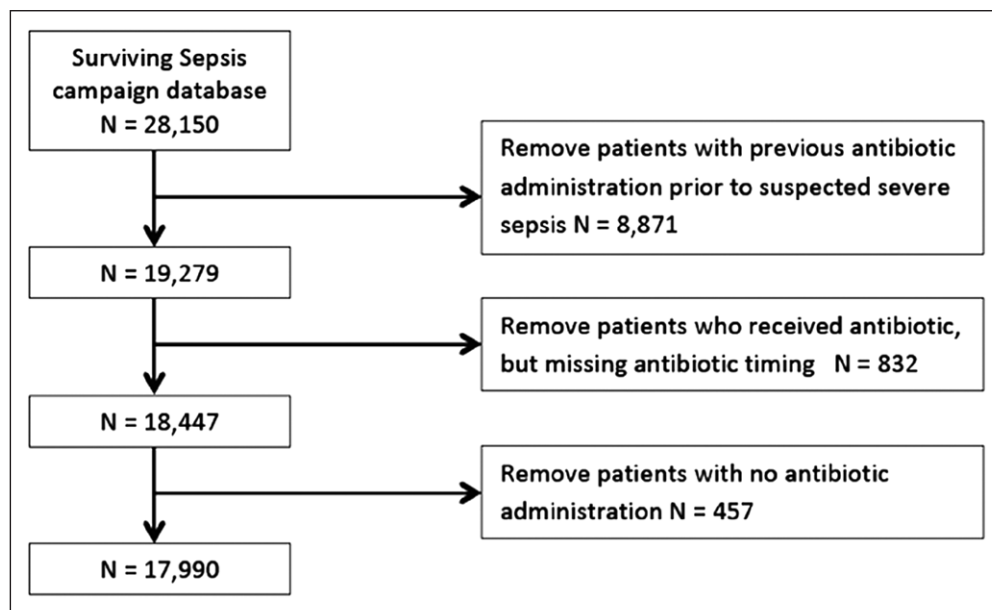 Surviving Sepsis
campaign database
N = 28,150
Remove patients with previous antibiotic
administration prior to suspected severe
sepsis N = 8,871
N = 19,279
Remove patients who received antibiotic,
but missing antibiotic timing N = 832
N = 18,447
Remove patients with no antibiotic
administration N = 457
N = 17,990